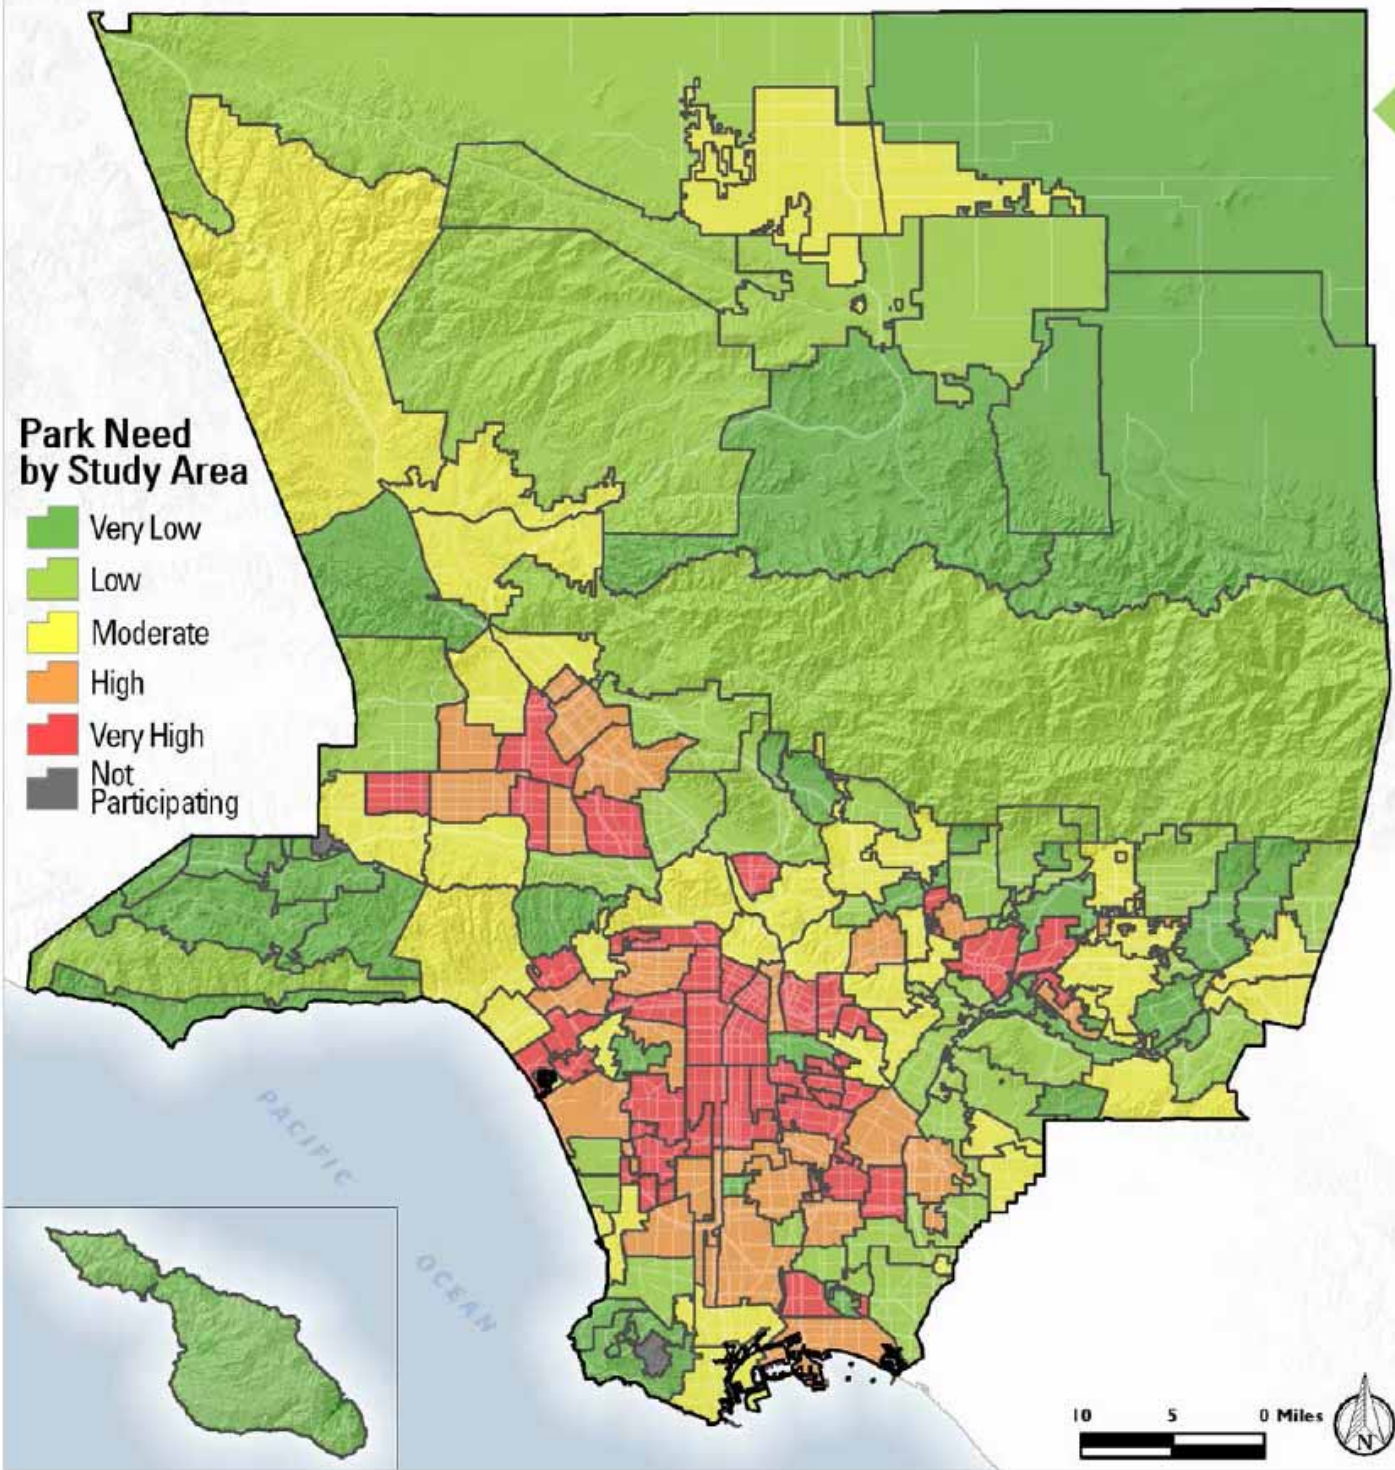 Park Need
by Study Area
Very Low
Low
Moderate
High
Very High
Not
Participating
PACIFIC
OCEAN
10 5 0 Miles
N